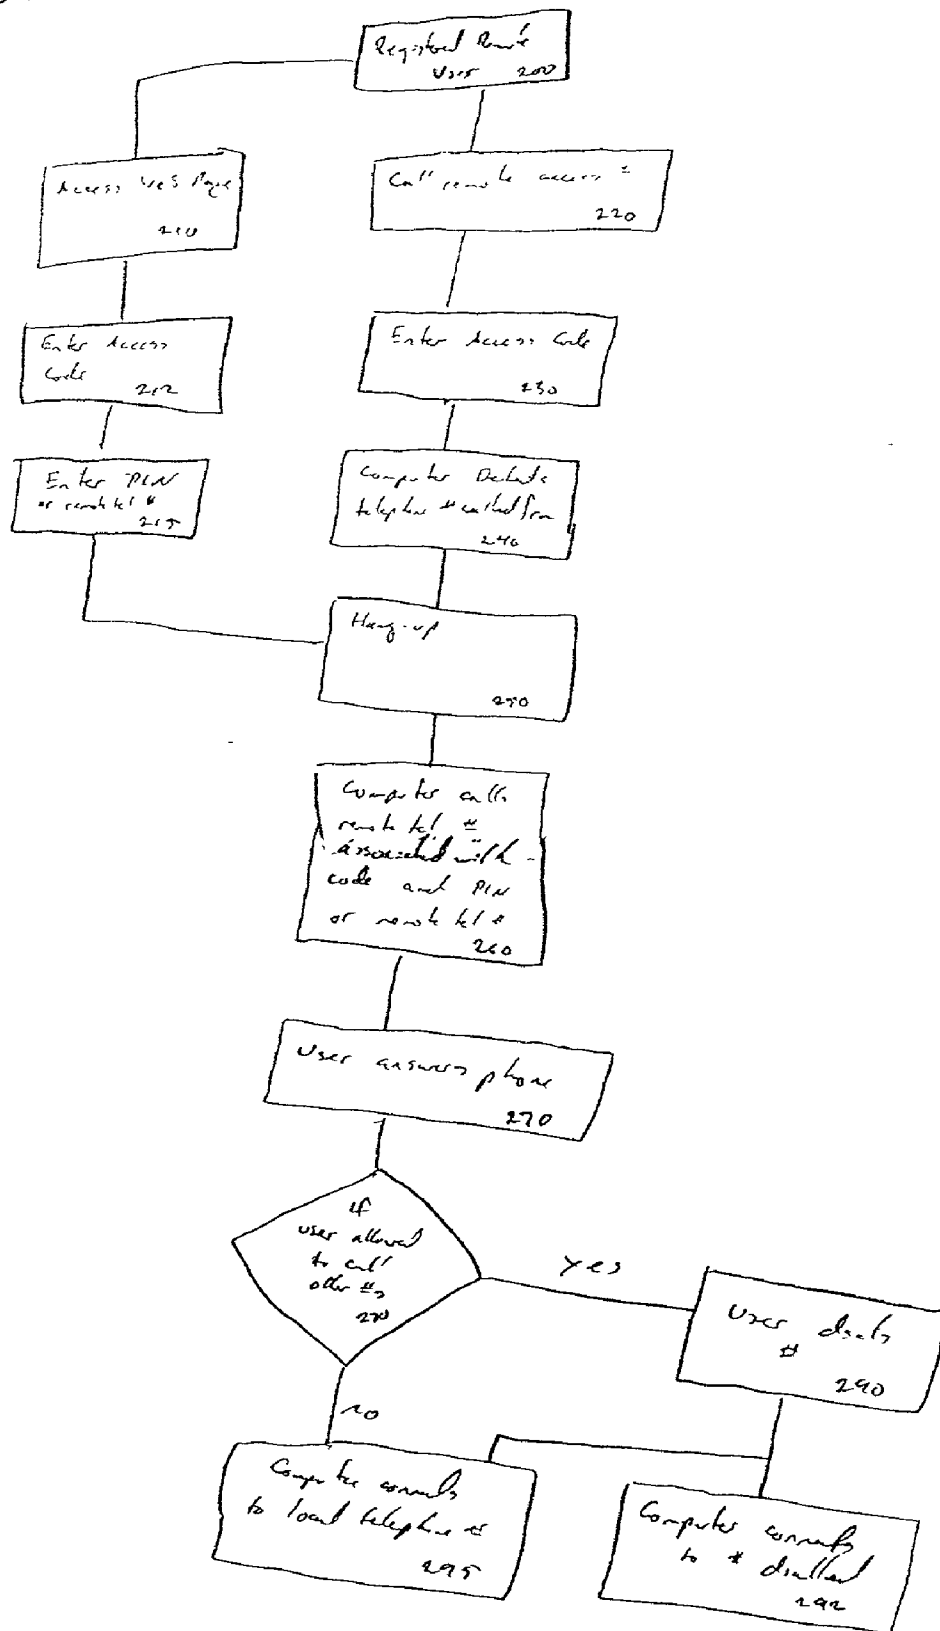 Registered Remote
User 200
Access Web Page
210
Call remote access #
220
Enter Access
Code
212
Enter Access Code
230
Enter PIN
or remote tel #
215
Computer Detects
telephone # called from
240
Hang-up
250
Computer calls
remote tel #
associated with
code and PIN
or remote tel #
260
User answers phone
270
If
user allowed
to call
other #s
yes
User dials
#
290
no
Computer connects
to local telephone #
295
Computer connects
to # dialled
292